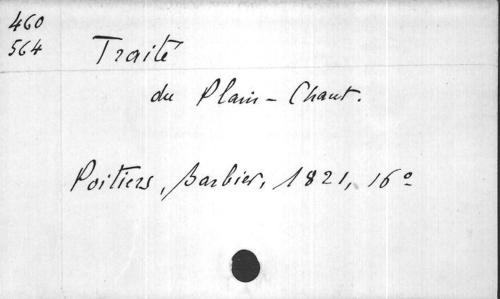 460
564
Traité
du Plain-Chant.
Poitiers, Barbier, 1821, 16°